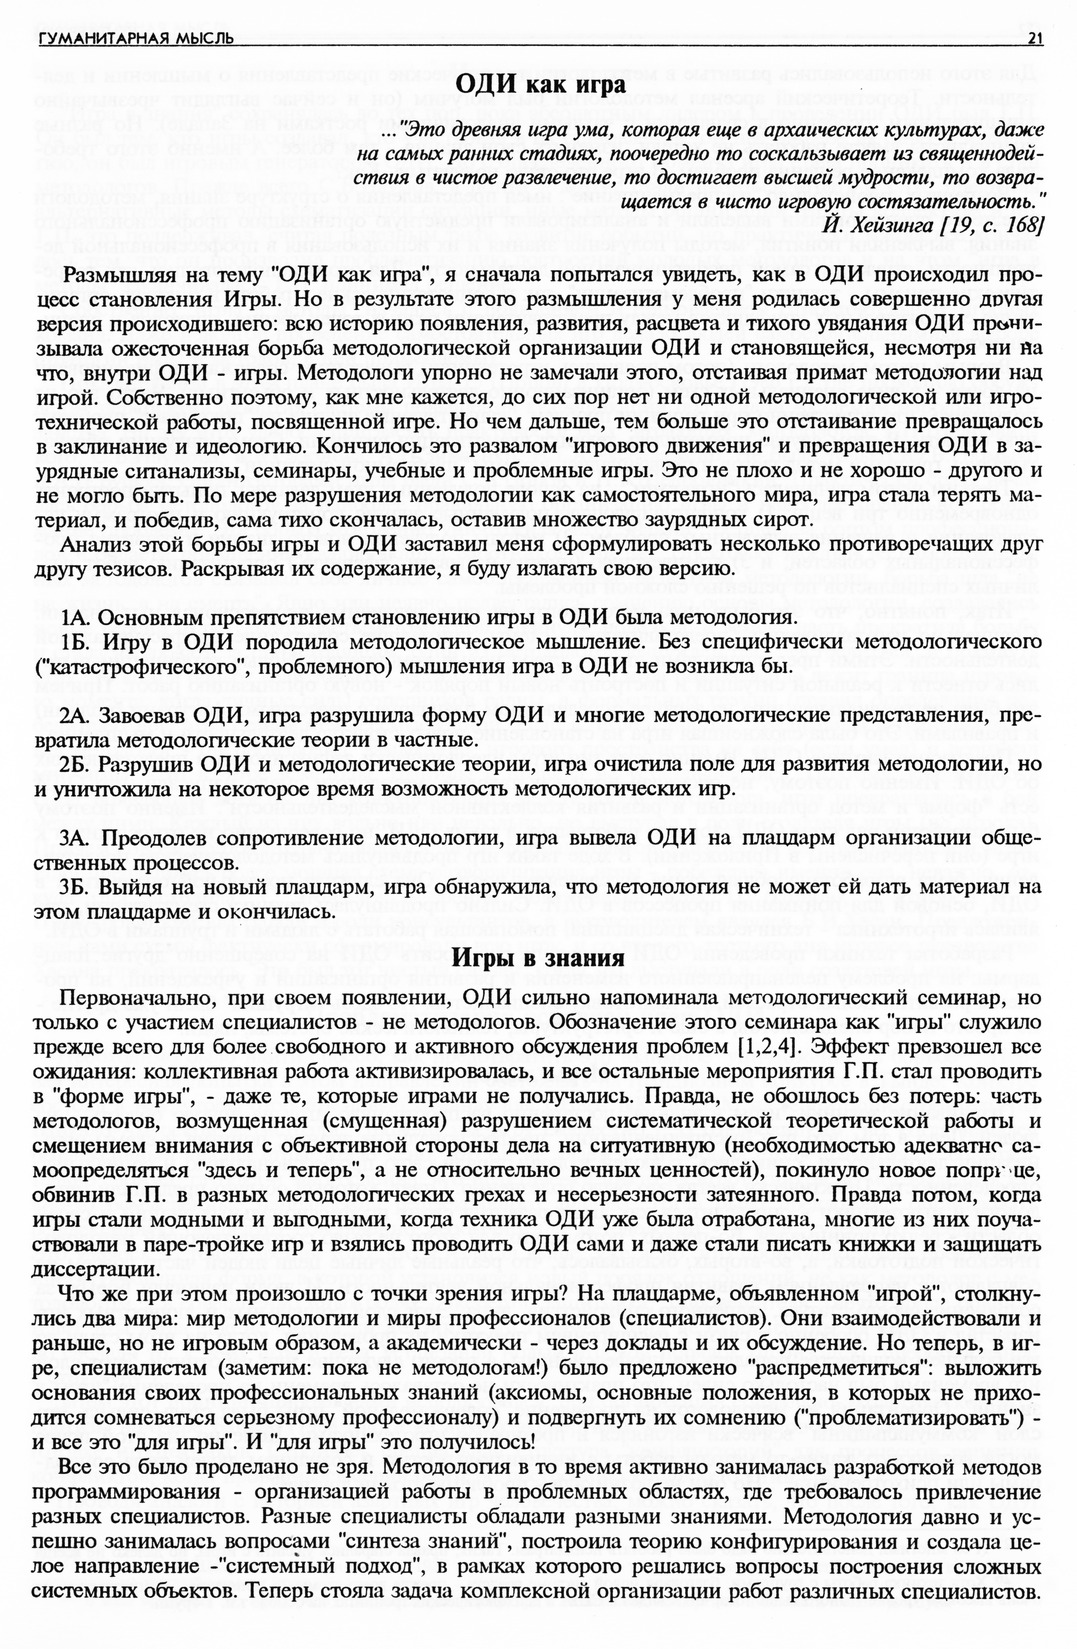 ГУМАНИТАРНАЯ МЫСЛЬ 21
ОДИ как игра
..."Это древняя игра ума, которая еще в архаических культурах, даже
на самых ранних стадиях, поочередно то соскальзывает из священнодей-
ствия в чистое развлечение, то достигает высшей мудрости, то возвра-
щается в чисто игровую состязательность."
Й. Хейзинга [19, с. 168]
Размышляя на тему "ОДИ как игра", я сначала попытался увидеть, как в ОДИ происходил про-
цесс становления Игры. Но в результате этого размышления у меня родилась совершенно другая
версия происходившего: всю историю появления, развития, расцвета и тихого увядания ОДИ прони-
зывала ожесточенная борьба методологической организации ОДИ и становящейся, несмотря ни на
что, внутри ОДИ - игры. Методологи упорно не замечали этого, отстаивая примат методологии над
игрой. Собственно поэтому, как мне кажется, до сих пор нет ни одной методологической или игро-
технической работы, посвященной игре. Но чем дальше, тем больше это отстаивание превращалось
в заклинание и идеологию. Кончилось это развалом "игрового движения" и превращения ОДИ в за-
урядные ситанализы, семинары, учебные и проблемные игры. Это не плохо и не хорошо - другого и
не могло быть. По мере разрушения методологии как самостоятельного мира, игра стала терять ма-
териал, и победив, сама тихо скончалась, оставив множество заурядных сирот.
Анализ этой борьбы игры и ОДИ заставил меня сформулировать несколько противоречащих друг
другу тезисов. Раскрывая их содержание, я буду излагать свою версию.
1А. Основным препятствием становлению игры в ОДИ была методология.
1Б. Игру в ОДИ породила методологическое мышление. Без специфически методологического
("катастрофического", проблемного) мышления игра в ОДИ не возникла бы.
2А. Завоевав ОДИ, игра разрушила форму ОДИ и многие методологические представления, пре-
вратила методологические теории в частные.
2Б. Разрушив ОДИ и методологические теории, игра очистила поле для развития методологии, но
и уничтожила на некоторое время возможность методологических игр.
3А. Преодолев сопротивление методологии, игра вывела ОДИ на плацдарм организации обще-
ственных процессов.
3Б. Выйдя на новый плацдарм, игра обнаружила, что методология не может ей дать материал на
этом плацдарме и окончилась.
Игры в знания
Первоначально, при своем появлении, ОДИ сильно напоминала методологический семинар, но
только с участием специалистов - не методологов. Обозначение этого семинара как "игры" служило
прежде всего для более свободного и активного обсуждения проблем [1,2,4]. Эффект превзошел все
ожидания: коллективная работа активизировалась, и все остальные мероприятия Г.П. стал проводить
в "форме игры", - даже те, которые играми не получались. Правда, не обошлось без потерь: часть
методологов, возмущенная (смущенная) разрушением систематической теоретической работы и
смещением внимания с объективной стороны дела на ситуативную (необходимостью адекватно са-
моопределяться "здесь и теперь", а не относительно вечных ценностей), покинуло новое поприще,
обвинив Г.П. в разных методологических грехах и несерьезности затеянного. Правда потом, когда
игры стали модными и выгодными, когда техника ОДИ уже была отработана, многие из них поуча-
ствовали в паре-тройке игр и взялись проводить ОДИ сами и даже стали писать книжки и защищать
диссертации.
Что же при этом произошло с точки зрения игры? На плацдарме, объявленном "игрой", столкну-
лись два мира: мир методологии и миры профессионалов (специалистов). Они взаимодействовали и
раньше, но не игровым образом, а академически - через доклады и их обсуждение. Но теперь, в иг-
ре, специалистам (заметим: пока не методологам!) было предложено "распредметиться": выложить
основания своих профессиональных знаний (аксиомы, основные положения, в которых не прихо-
дится сомневаться серьезному профессионалу) и подвергнуть их сомнению ("проблематизировать") -
и все это "для игры". И "для игры" это получилось!
Все это было проделано не зря. Методология в то время активно занималась разработкой методов
программирования - организацией работы в проблемных областях, где требовалось привлечение
разных специалистов. Разные специалисты обладали разными знаниями. Методология давно и ус-
пешно занималась вопросами "синтеза знаний", построила теорию конфигурирования и создала це-
лое направление -"системный подход", в рамках которого решались вопросы построения сложных
системных объектов. Теперь стояла задача комплексной организации работ различных специалистов.